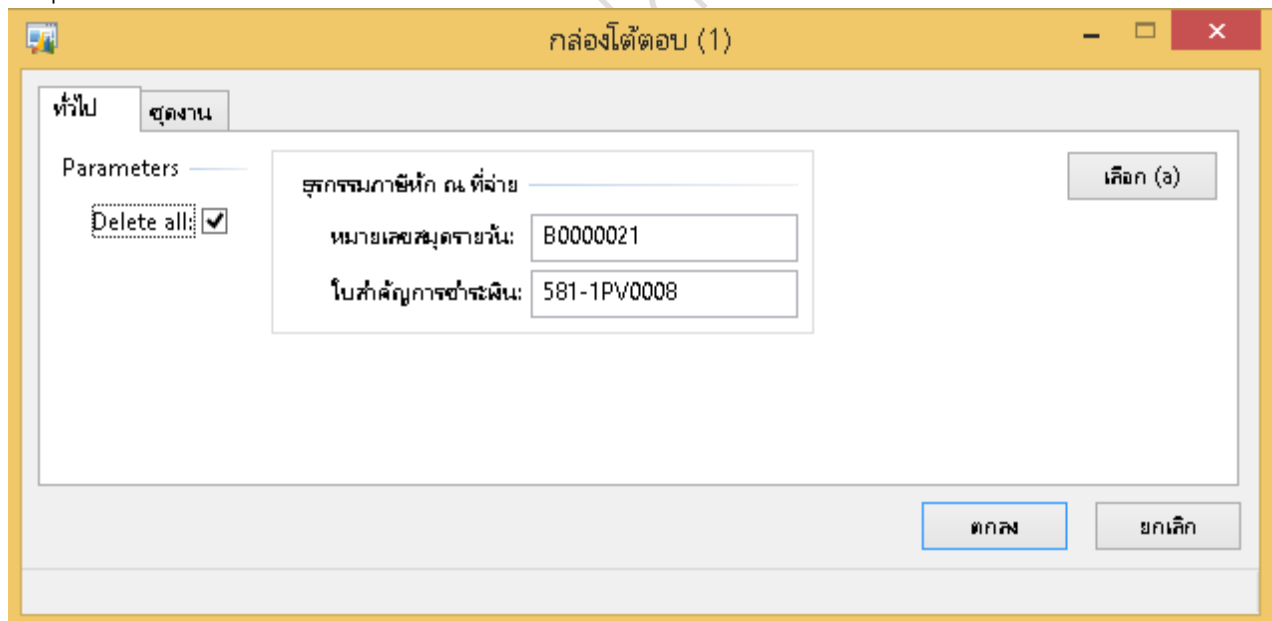 กล่องโต้ตอบ (1)
ทั่วไป
ชุดงาน
Parameters
ธุรกรรมภาษีหัก ณ ที่จ่าย
เลือก (a)
Delete all:
หมายเลขสมุดรายวัน: B0000021
ใบสำคัญการชำระเงิน: 581-1PV0008
ตกลง
ยกเลิก